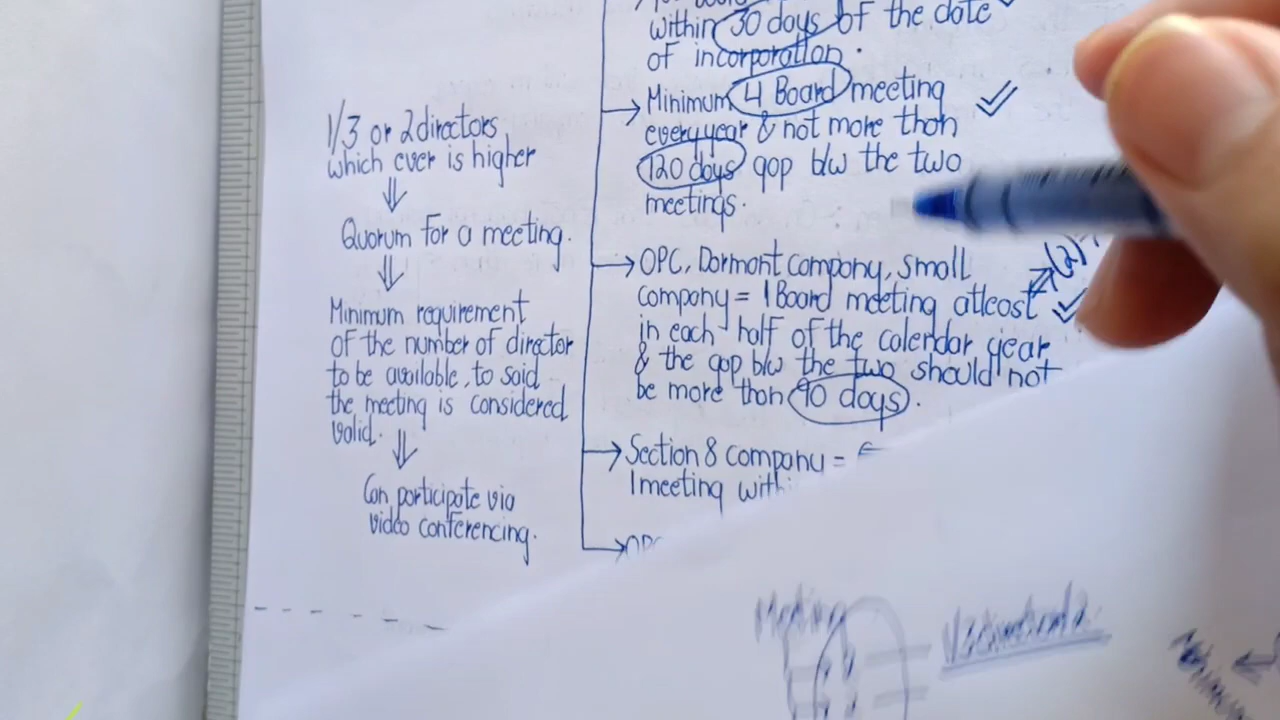 1/3 or 2 directors
which ever is higher
Quorum for a meeting.
Minimum requirement
of the number of director
to be available, to said
the meeting is considered
valid.
Can participate via
video conferencing.
within 30 days of the date
of incorporation.
Minimum 4 Board meeting
every year & not more than
120 days gap b/w the two
meetings.
OPC, Dormant company, small
company = 1 Board meeting atleast
in each half of the calendar year
& the gap b/w the two should not
be more than 90 days.
Section 8 company =
1 meeting within
OPC
Meeting